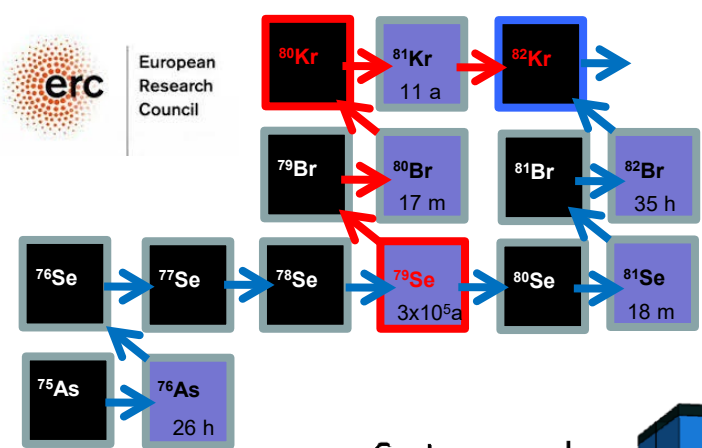 erc
European
Research
Council
⁸⁰Kr
⁸¹Kr
11 a
⁸²Kr
⁷⁹Br
⁸⁰Br
17 m
⁸¹Br
⁸²Br
35 h
⁷⁶Se
⁷⁷Se
⁷⁸Se
⁷⁹Se
3x10⁵a
⁸⁰Se
⁸¹Se
18 m
⁷⁵As
⁷⁶As
26 h